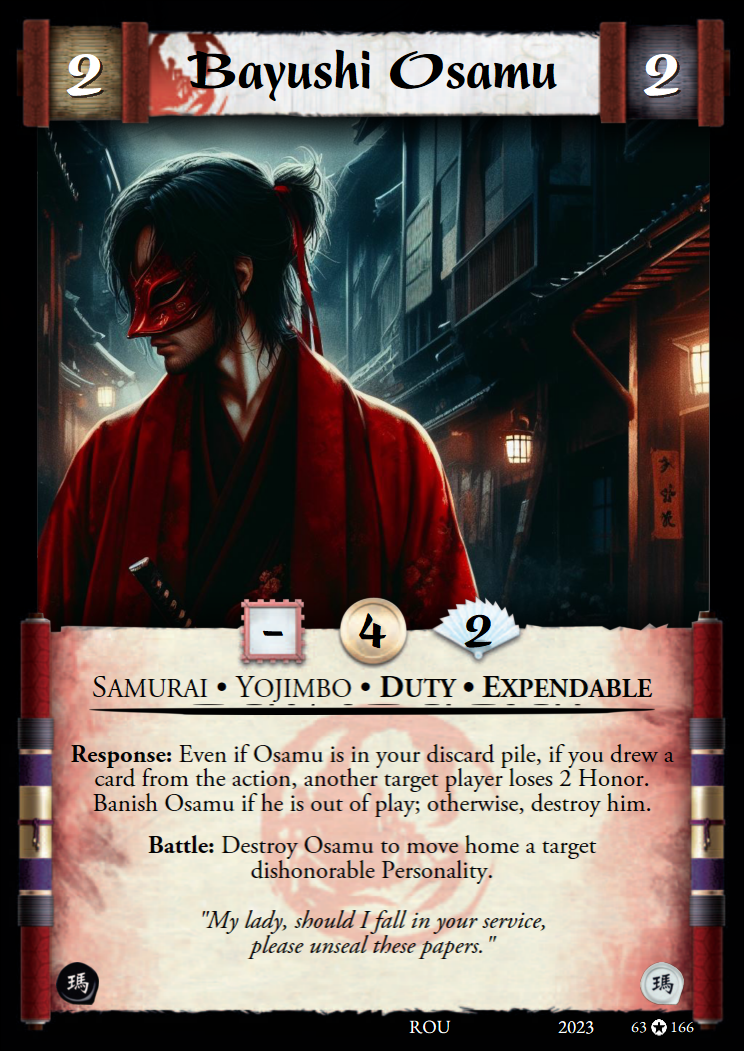 2 Bayushi Osamu 2
- 4 2
SAMURAI • YOJIMBO • DUTY • EXPENDABLE
Response: Even if Osamu is in your discard pile, if you drew a
card from the action, another target player loses 2 Honor.
Banish Osamu if he is out of play; otherwise, destroy him.
Battle: Destroy Osamu to move home a target
dishonorable Personality.
"My lady, should I fall in your service,
please unseal these papers."
瑪 瑪
ROU 2023 63 ✪ 166